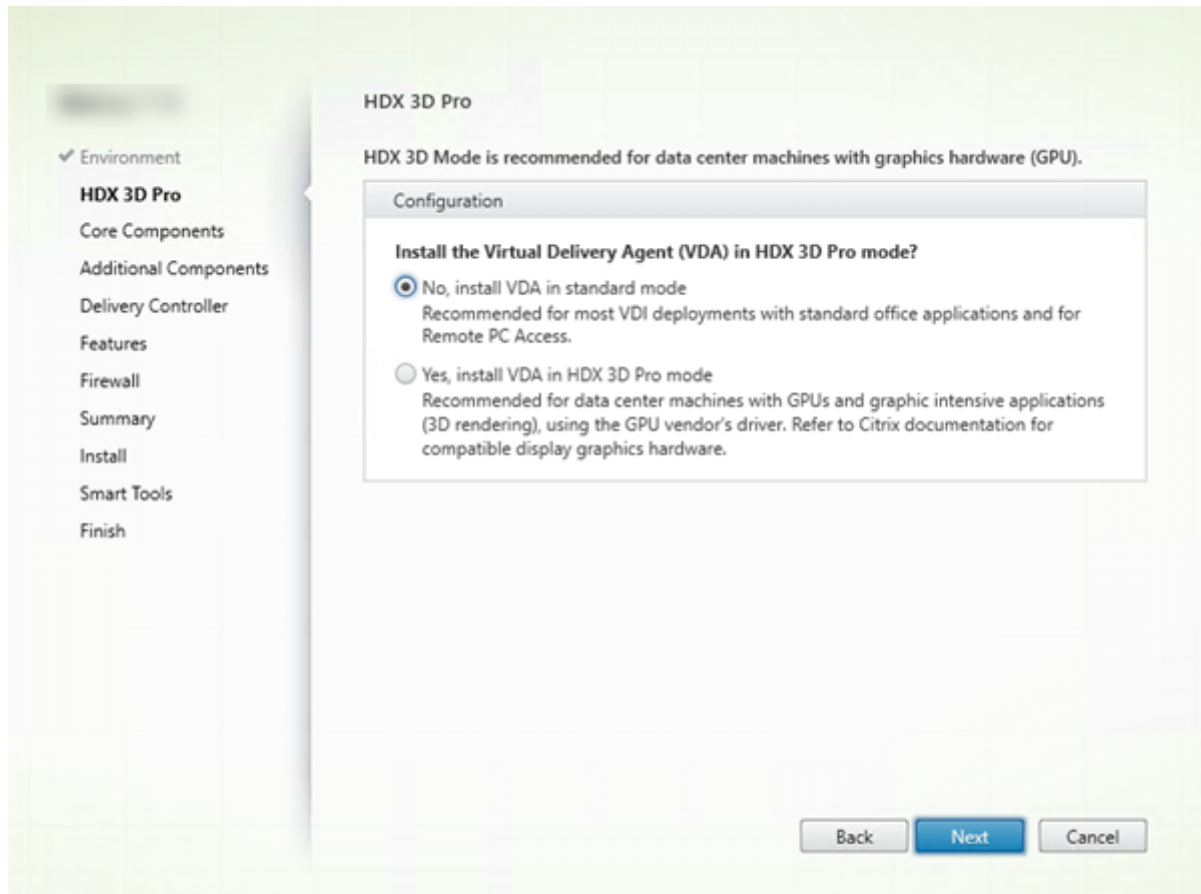 HDX 3D Pro
Environment
HDX 3D Pro
Core Components
Additional Components
Delivery Controller
Features
Firewall
Summary
Install
Smart Tools
Finish
HDX 3D Mode is recommended for data center machines with graphics hardware (GPU).
Configuration
Install the Virtual Delivery Agent (VDA) in HDX 3D Pro mode?
No, install VDA in standard mode
Recommended for most VDI deployments with standard office applications and for
Remote PC Access.
Yes, install VDA in HDX 3D Pro mode
Recommended for data center machines with GPUs and graphic intensive applications
(3D rendering), using the GPU vendor's driver. Refer to Citrix documentation for
compatible display graphics hardware.
Back
Next
Cancel